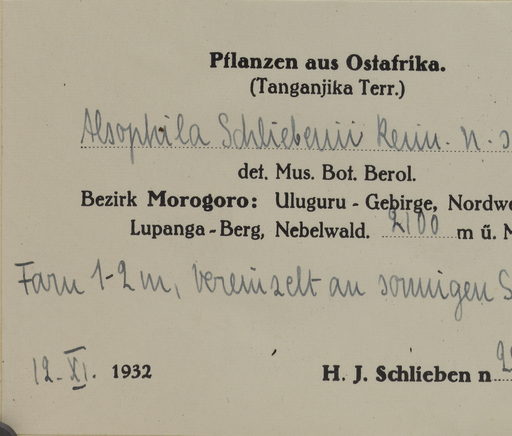 Pflanzen aus Ostafrika.
(Tanganjika Terr.)
Alsophila Schliebenii Reim. n. s
det. Mus. Bot. Berol.
Bezirk Morogoro: Uluguru - Gebirge, Nordwe
Lupanga - Berg, Nebelwald. 2100 m ü. M
Farn 1-2 m, vereinzelt an sonnigen S
12. XI. 1932 H. J. Schlieben n